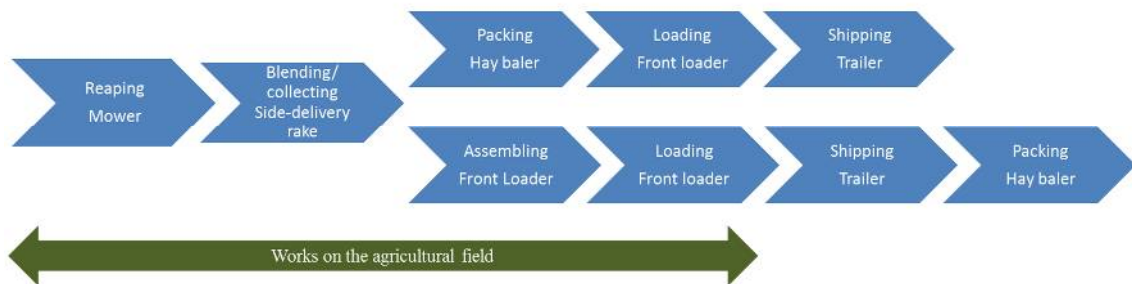 Reaping
Mower
Blending/
collecting
Side-delivery
rake
Packing
Hay baler
Loading
Front loader
Shipping
Trailer
Assembling
Front Loader
Loading
Front loader
Shipping
Trailer
Packing
Hay baler
Works on the agricultural field